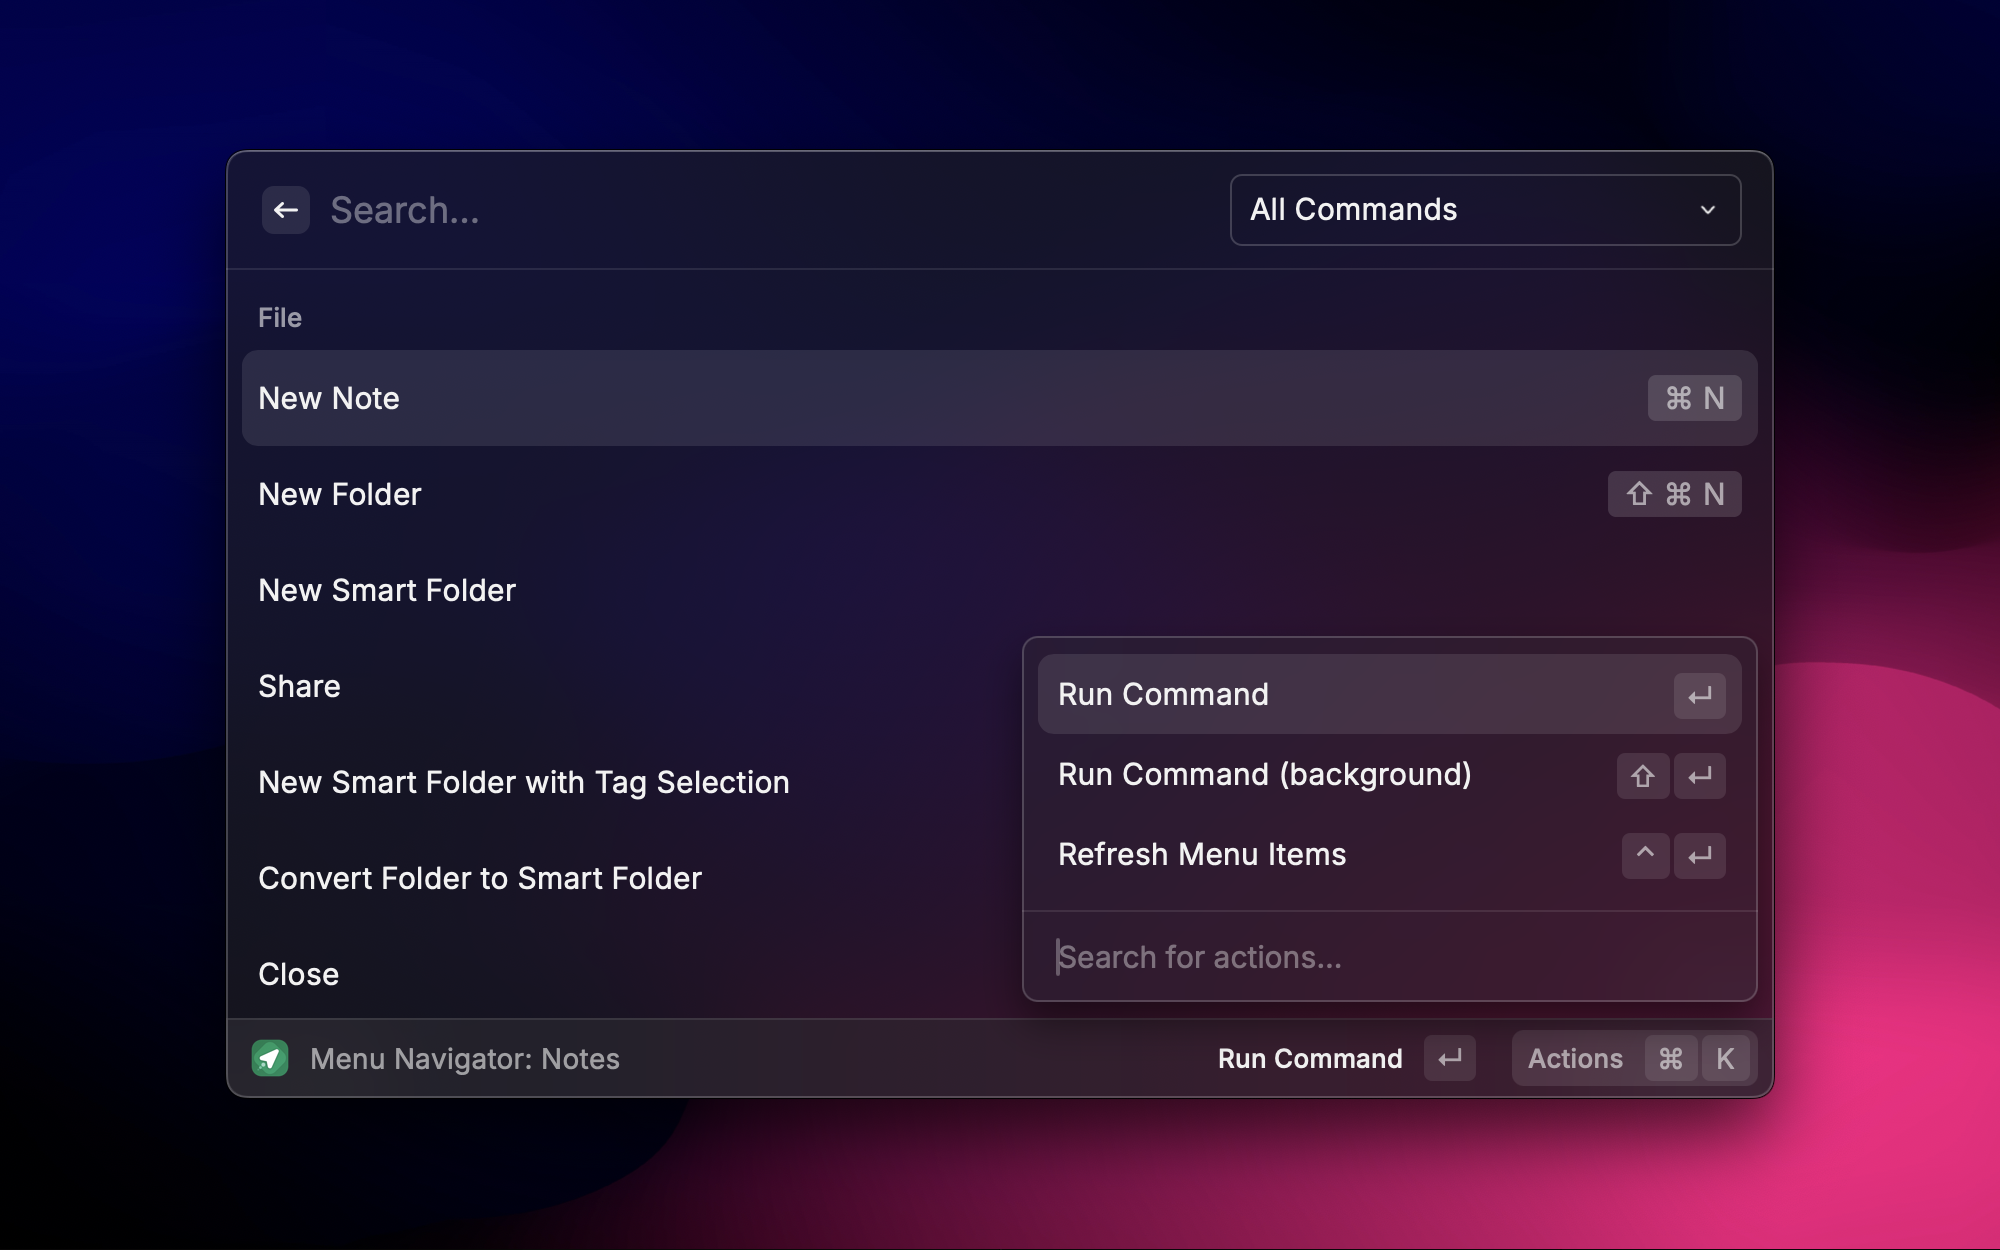 Search...
All Commands
File
New Note ⌘ N
New Folder ⇧ ⌘ N
New Smart Folder
Share
New Smart Folder with Tag Selection
Convert Folder to Smart Folder
Close
Run Command ↵
Run Command (background) ⇧ ↵
Refresh Menu Items ^ ↵
Search for actions...
Menu Navigator: Notes
Run Command ↵
Actions ⌘ K